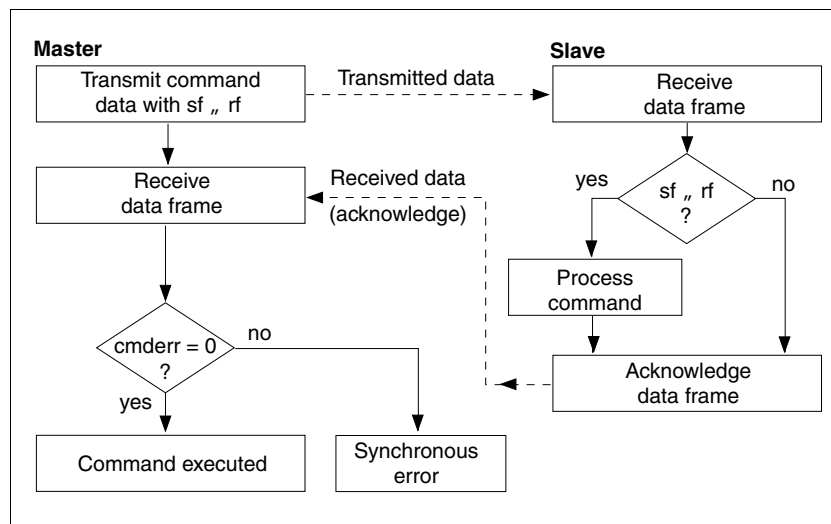 Master
Transmit command
data with sf „ rf
Transmitted data
Slave
Receive
data frame
Receive
data frame
Received data
(acknowledge)
yes
sf „ rf
?
no
Process
command
cmderr = 0
?
no
yes
Acknowledge
data frame
Command executed
Synchronous
error